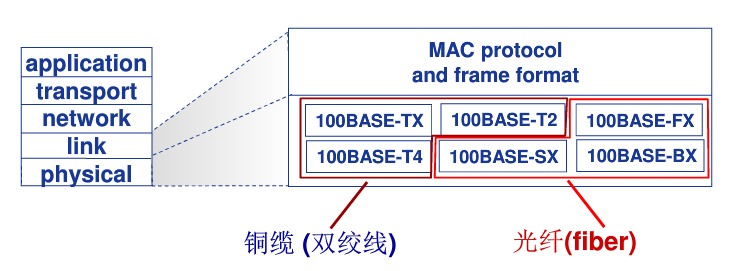 application
transport
network
link
physical
MAC protocol
and frame format
100BASE-TX
100BASE-T2
100BASE-FX
100BASE-T4
100BASE-SX
100BASE-BX
铜缆 (双绞线)
光纤(fiber)